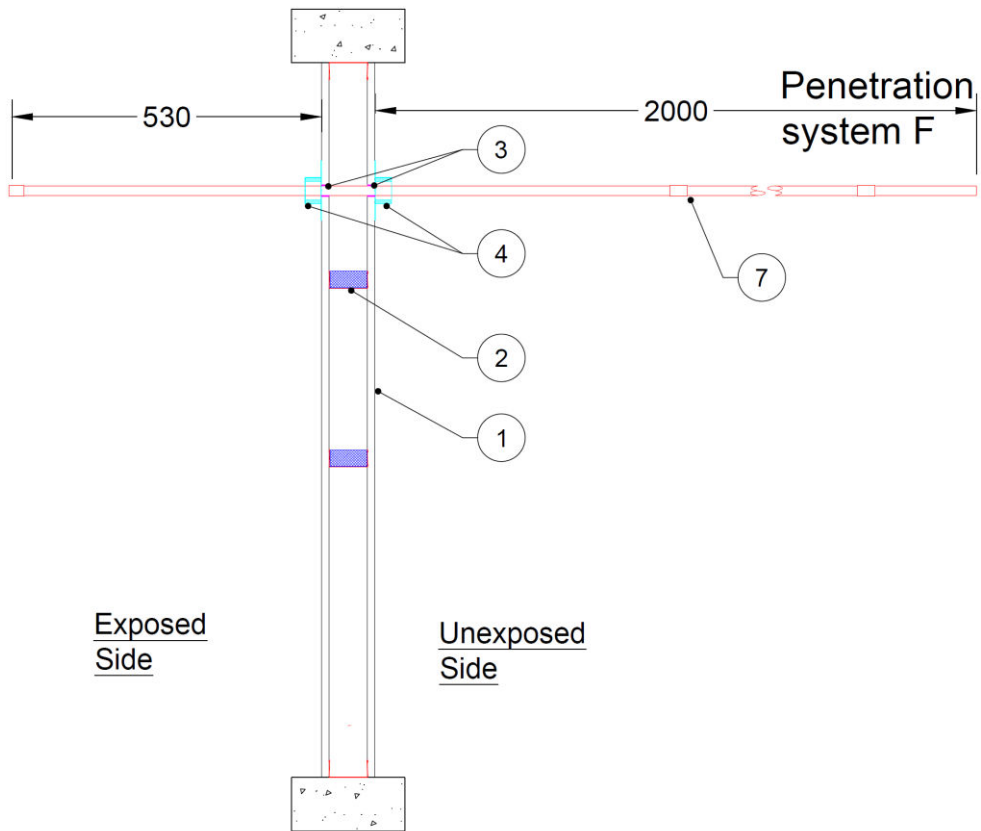 Penetration
system F
530
2000
3
4
7
2
1
Exposed
Side
Unexposed
Side